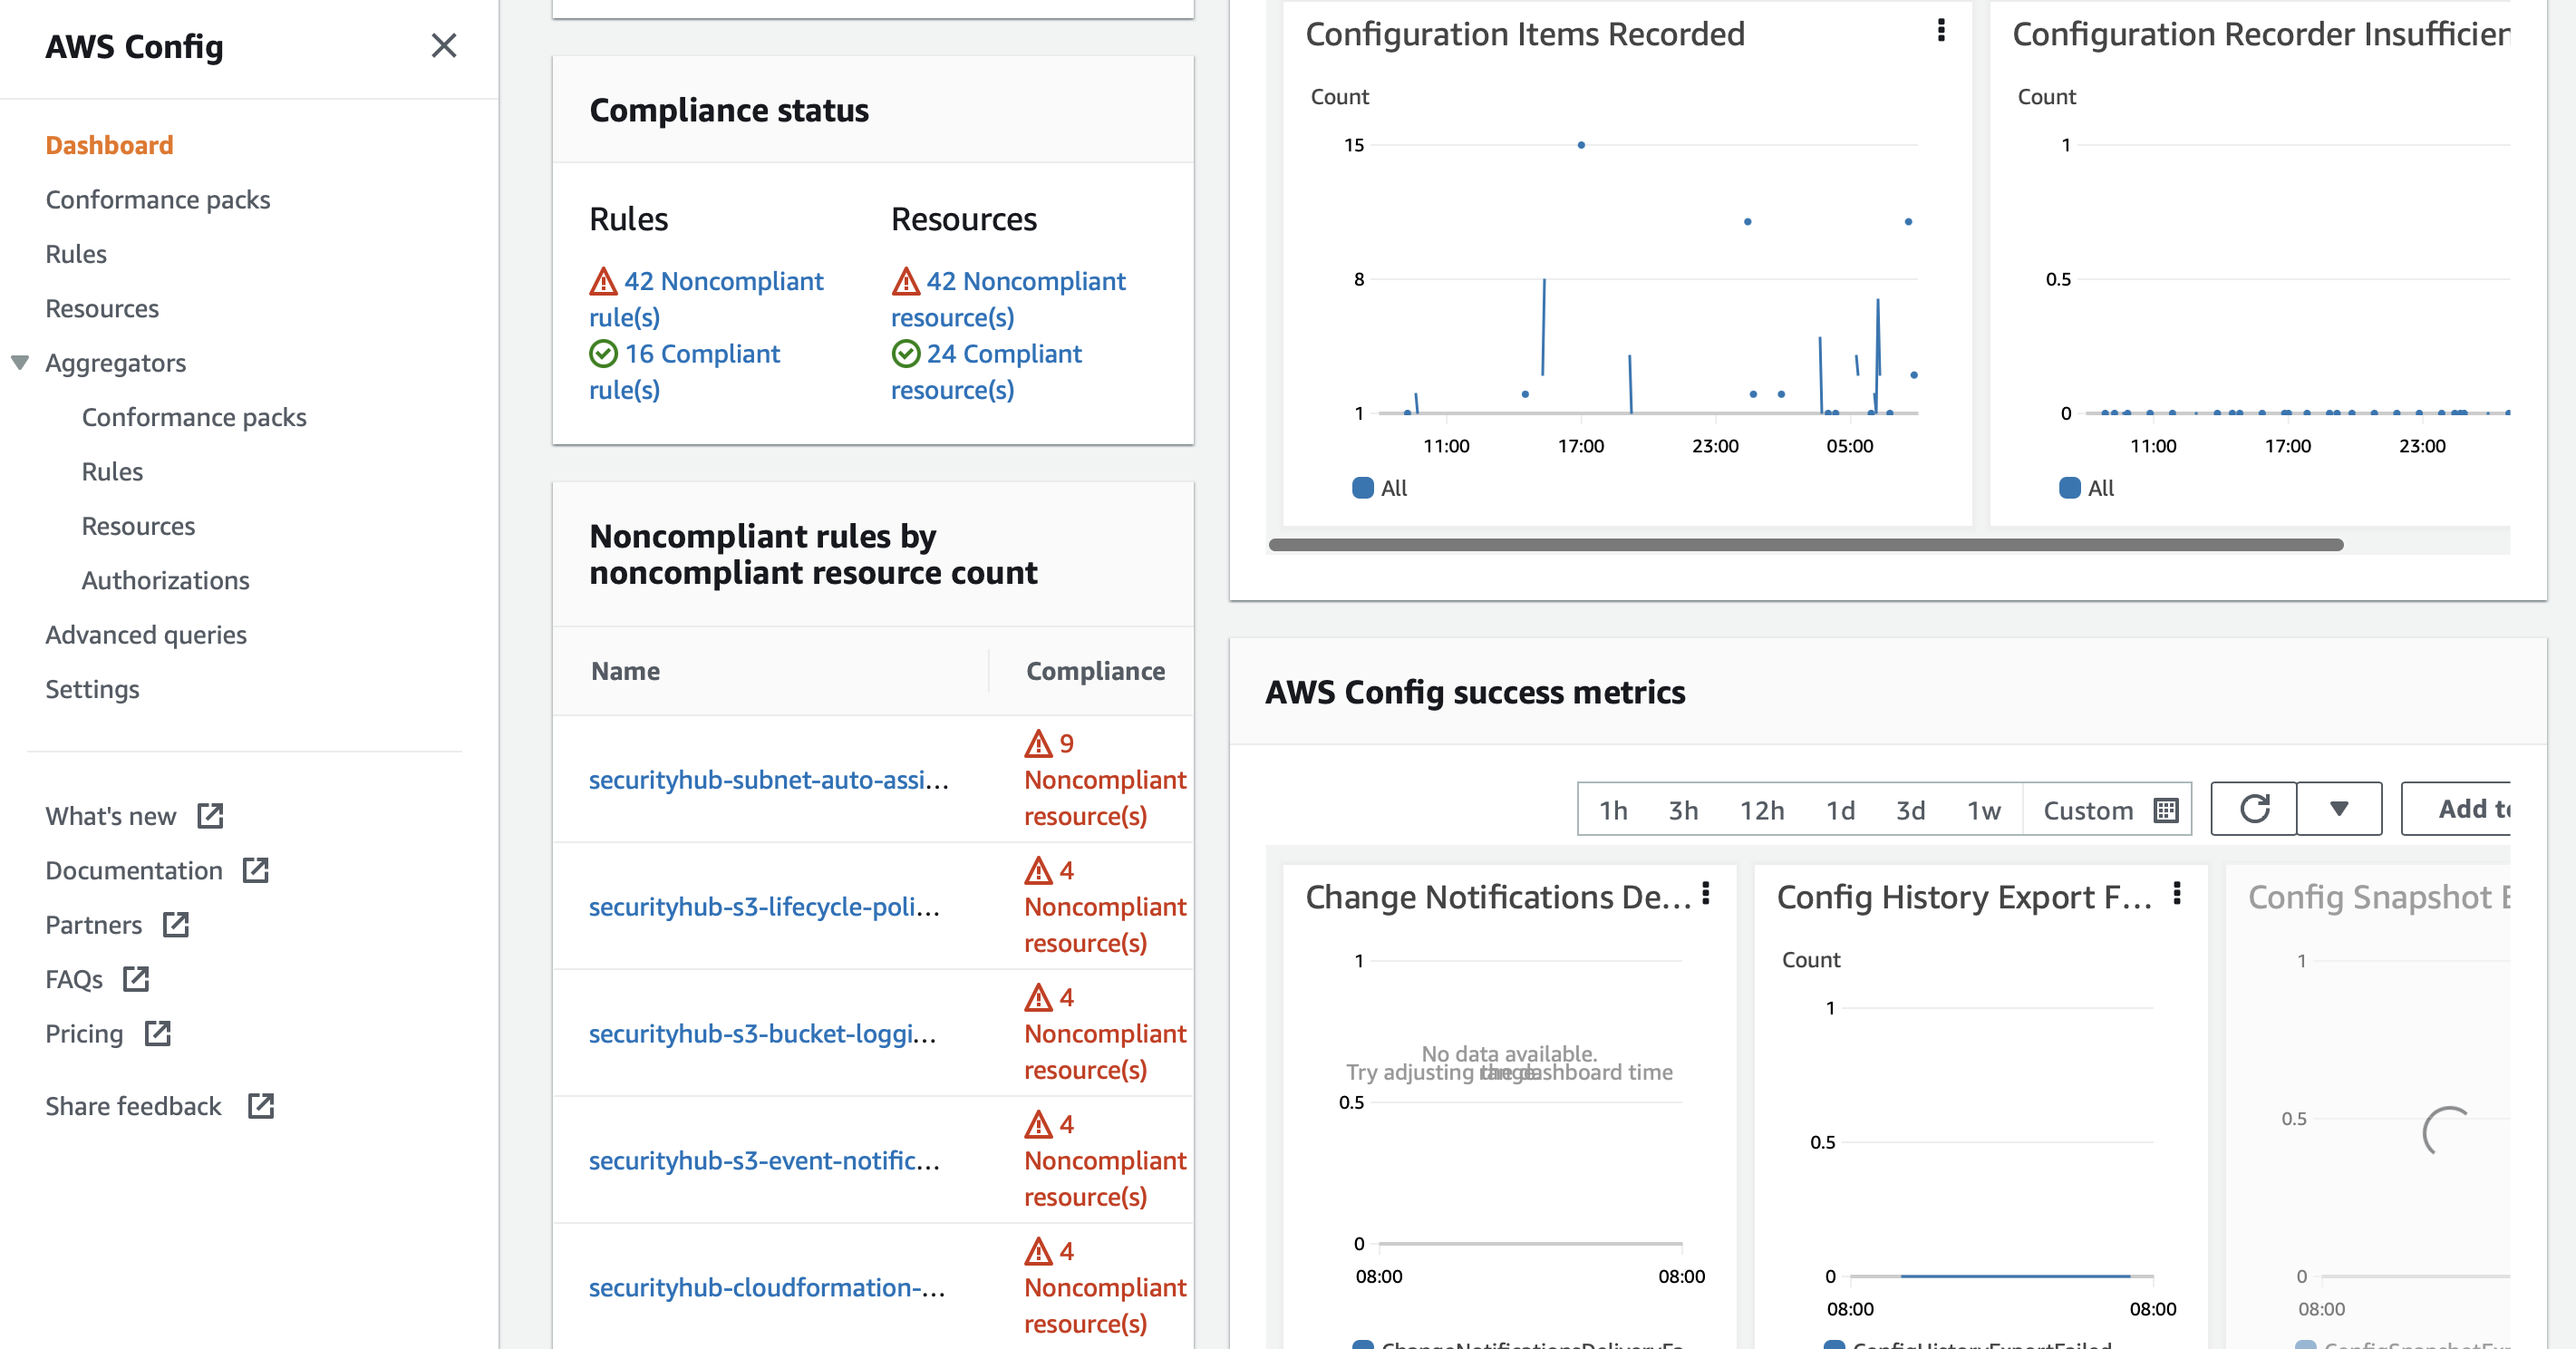 AWS Config
Dashboard
Conformance packs
Rules
Resources
Aggregators
Conformance packs
Rules
Resources
Authorizations
Advanced queries
Settings
What's new
Documentation
Partners
FAQs
Pricing
Share feedback
Compliance status
Rules
42 Noncompliant
rule(s)
16 Compliant
rule(s)
Resources
42 Noncompliant
resource(s)
24 Compliant
resource(s)
Noncompliant rules by
noncompliant resource count
Name
Compliance
securityhub-subnet-auto-assi...
9
Noncompliant
resource(s)
securityhub-s3-lifecycle-poli...
4
Noncompliant
resource(s)
securityhub-s3-bucket-loggi...
4
Noncompliant
resource(s)
securityhub-s3-event-notific...
4
Noncompliant
resource(s)
securityhub-cloudformation-...
4
Noncompliant
resource(s)
Configuration Items Recorded
Count
15
8
1
11:00 17:00 23:00 05:00
All
Configuration Recorder Insufficien
Count
1
0.5
0
11:00 17:00 23:00
All
AWS Config success metrics
1h 3h 12h 1d 3d 1w Custom
Add to
Change Notifications De...
1
No data available.
Try adjusting the dashboard time
range.
0.5
0
08:00 08:00
Config History Export F...
Count
1
0.5
0
08:00 08:00
ConfigHistoryExportFailed
Config Snapshot E
1
0.5
0
08:00